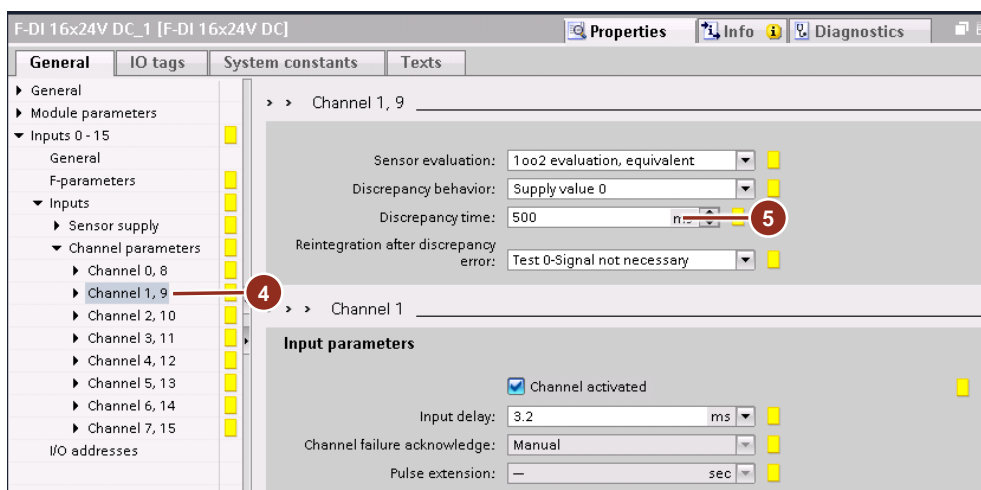 F-DI 16x24V DC_1 [F-DI 16x24V DC]
Properties
Info
Diagnostics
General
IO tags
System constants
Texts
General
Module parameters
Inputs 0 - 15
General
F-parameters
Inputs
Sensor supply
Channel parameters
Channel 0, 8
Channel 1, 9
Channel 2, 10
Channel 3, 11
Channel 4, 12
Channel 5, 13
Channel 6, 14
Channel 7, 15
I/O addresses
4
> > Channel 1, 9
Sensor evaluation: 1oo2 evaluation, equivalent
Discrepancy behavior: Supply value 0
Discrepancy time: 500 ms
5
Reintegration after discrepancy
error: Test 0-Signal not necessary
> > Channel 1
Input parameters
Channel activated
Input delay: 3.2 ms
Channel failure acknowledge: Manual
Pulse extension: — sec